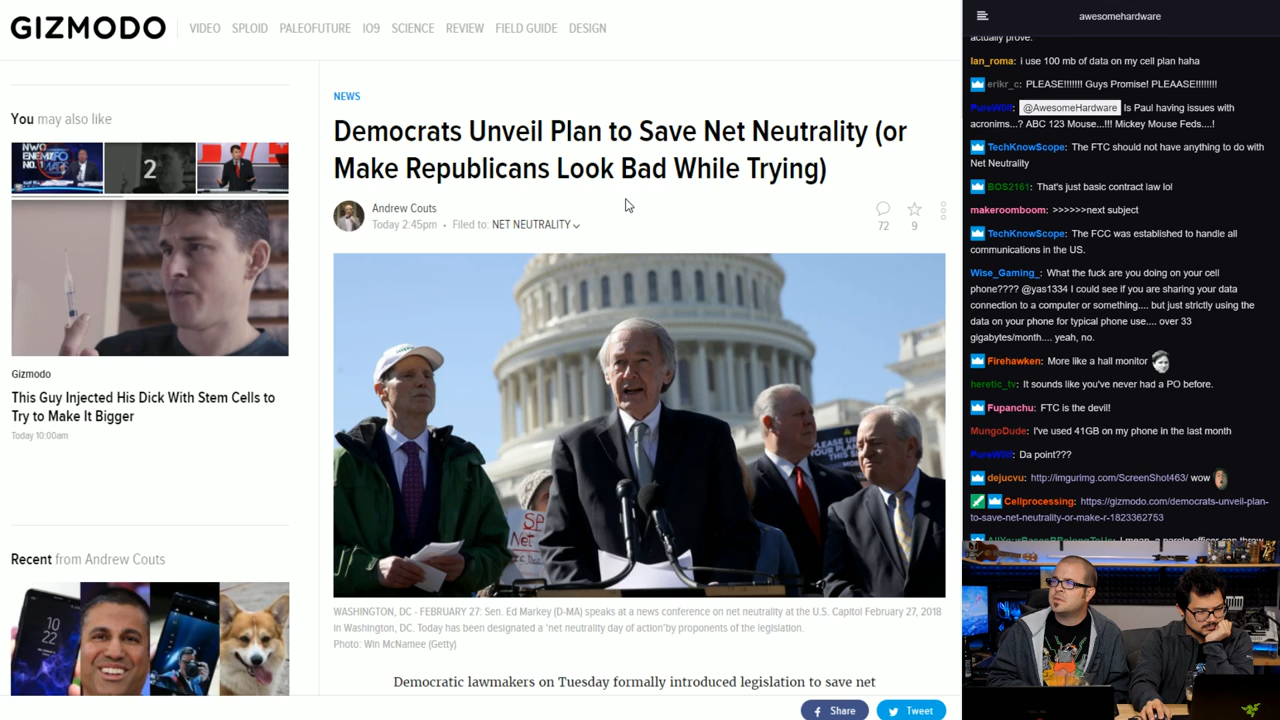 GIZMODO
VIDEO SPLOID PALEOFUTURE IO9 SCIENCE REVIEW FIELD GUIDE DESIGN
You may also like
NWO
ENEMY
NO. 1
2
Gizmodo
This Guy Injected His Dick With Stem Cells to
Try to Make It Bigger
Today 10:00am
Recent from Andrew Couts
10
22
NEWS
Democrats Unveil Plan to Save Net Neutrality (or
Make Republicans Look Bad While Trying)
Andrew Couts
Today 2:45pm • Filed to: NET NEUTRALITY
72
9
WASHINGTON, DC - FEBRUARY 27: Sen. Ed Markey (D-MA) speaks at a news conference on net neutrality at the U.S. Capitol February 27, 2018
in Washington, DC. Today has been designated a 'net neutrality day of action'by proponents of the legislation.
Photo: Win McNamee (Getty)
Democratic lawmakers on Tuesday formally introduced legislation to save net
Share
Tweet
awesomehardware
actually prove.
Ian_roma: i use 100 mb of data on my cell plan haha
erikr_c: PLEASE!!!!!!! Guys Promise! PLEAASE!!!!!!!!
PureW0lf: @AwesomeHardware Is Paul having issues with
acronims...? ABC 123 Mouse...!!! Mickey Mouse Feds....!
TechKnowScope: The FTC should not have anything to do with
Net Neutrality
BOS2161: That's just basic contract law lol
makeroomboom: >>>>>>next subject
TechKnowScope: The FCC was established to handle all
communications in the US.
Wise_Gaming_: What the fuck are you doing on your cell
phone???? @yas1334 I could see if you are sharing your data
connection to a computer or something.... but just strictly using the
data on your phone for typical phone use.... over 33
gigabytes/month.... yeah, no.
Firehawken: More like a hall monitor
heretic_tv: It sounds like you've never had a PO before.
Fupanchu: FTC is the devil!
MungoDude: I've used 41GB on my phone in the last month
PureW0lf: Da point???
dejucvu: http://imgurimg.com/ScreenShot463/ wow
Cellprocessing: https://gizmodo.com/democrats-unveil-plan-
to-save-net-neutrality-or-make-r-1823362753